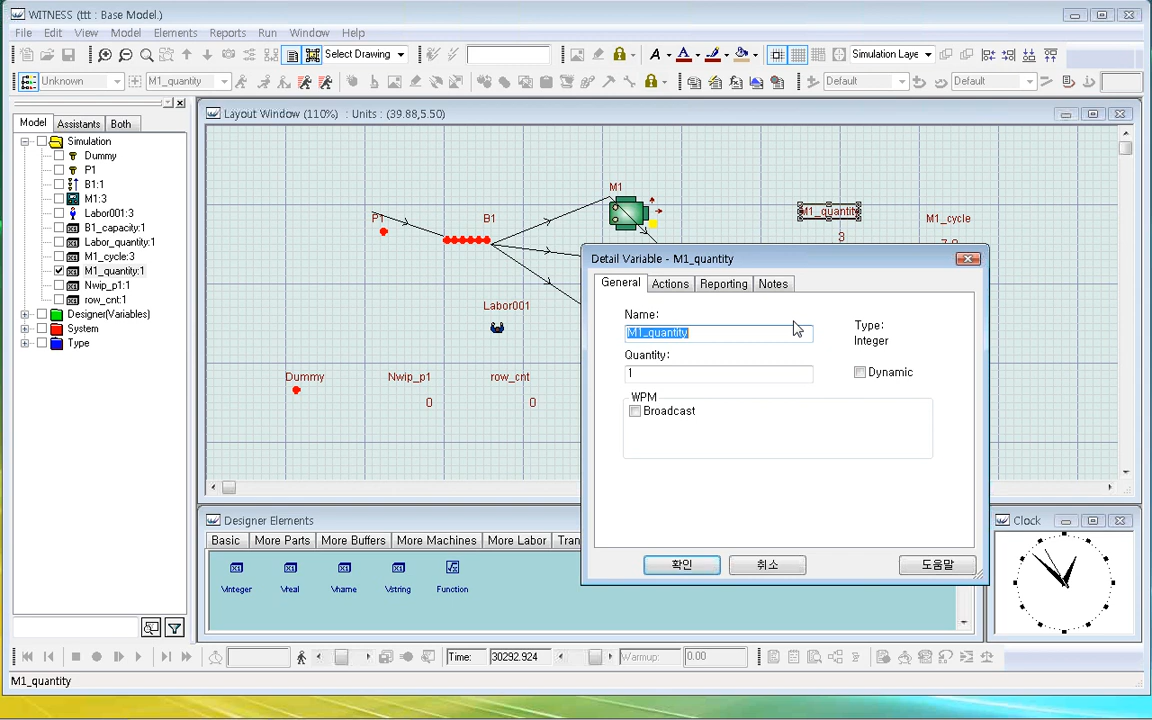 WITNESS (ttt : Base Model.)
File Edit View Model Elements Reports Run Window Help
Select Drawing
A A
Simulation Laye
Unknown M1_quantity Default Default
Layout Window (110%) : Units : (39.88,5.50)
Model Assistants Both
Simulation
Dummy
P1
B1:1
M1:3
Labor001:3
B1_capacity:1
Labor_quantity:1
M1_cycle:3
M1_quantity:1
Nwip_p1:1
row_cnt:1
Designer(Variables)
System
Type
M1
P1
B1
M1_quantity
M1_cycle
3
Labor001
Dummy
Nwip_p1
row_cnt
0
0
Detail Variable - M1_quantity
General Actions Reporting Notes
Name:
M1_quantity
Type:
Integer
Quantity:
1
Dynamic
WPM
Broadcast
확인 취소 도움말
Designer Elements
Basic More Parts More Buffers More Machines More Labor Tran
Vinteger Vreal Vname Vstring Function
Clock
Time: 30292.924 Warmup: 0.00
M1_quantity